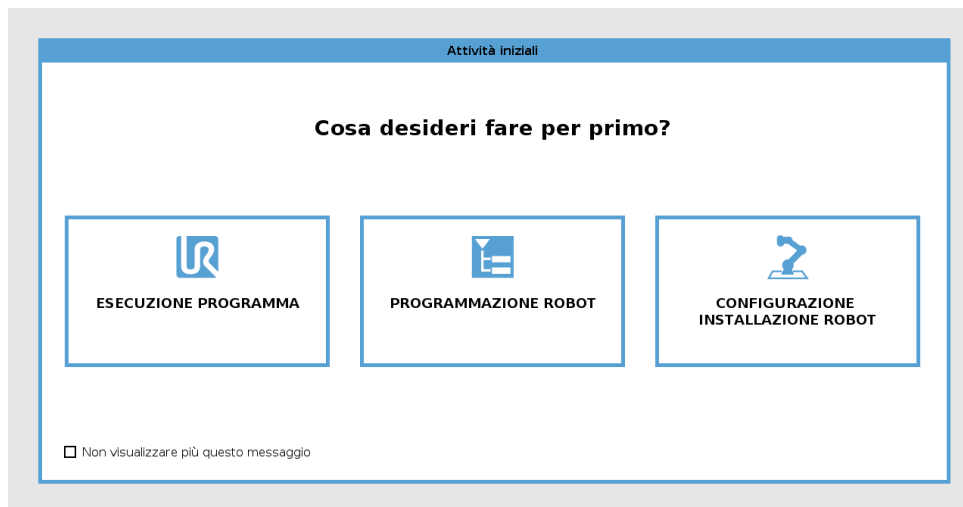 Attività iniziali
Cosa desideri fare per primo?
UR
ESECUZIONE PROGRAMMA
PROGRAMMAZIONE ROBOT
CONFIGURAZIONE
INSTALLAZIONE ROBOT
Non visualizzare più questo messaggio